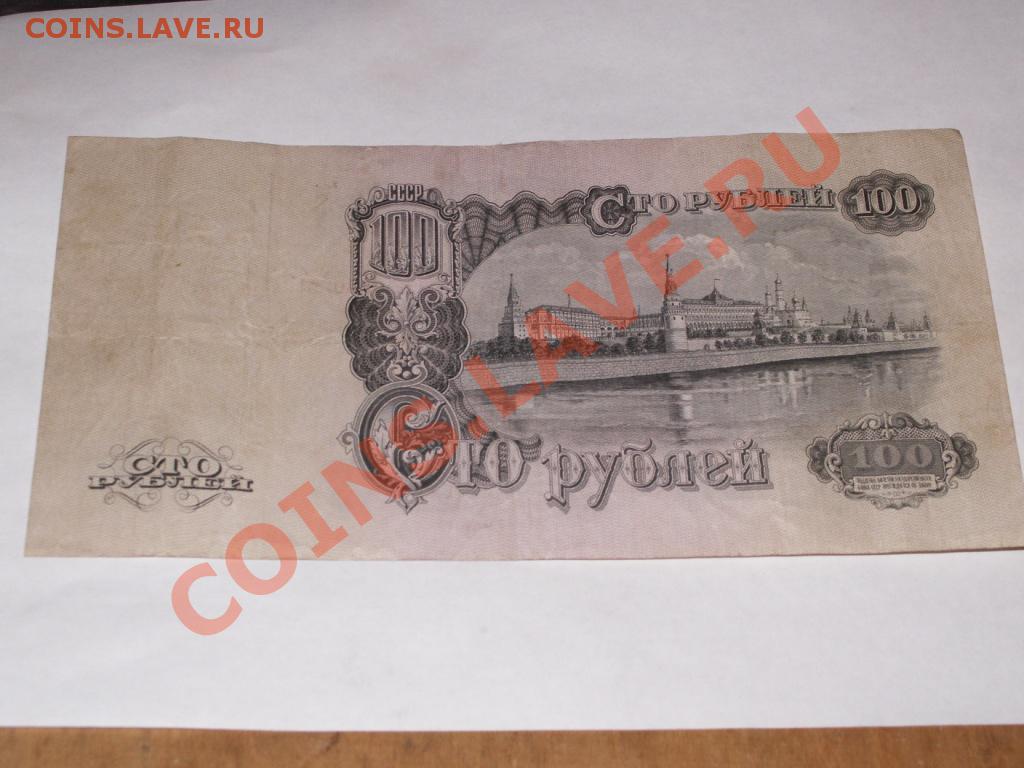 COINS.LAVE.RU
СССР
СТО РУБЛЕЙ
100
100
СТО
РУБЛЕЙ
Сто рублей
100
COINS.LAVE.RU